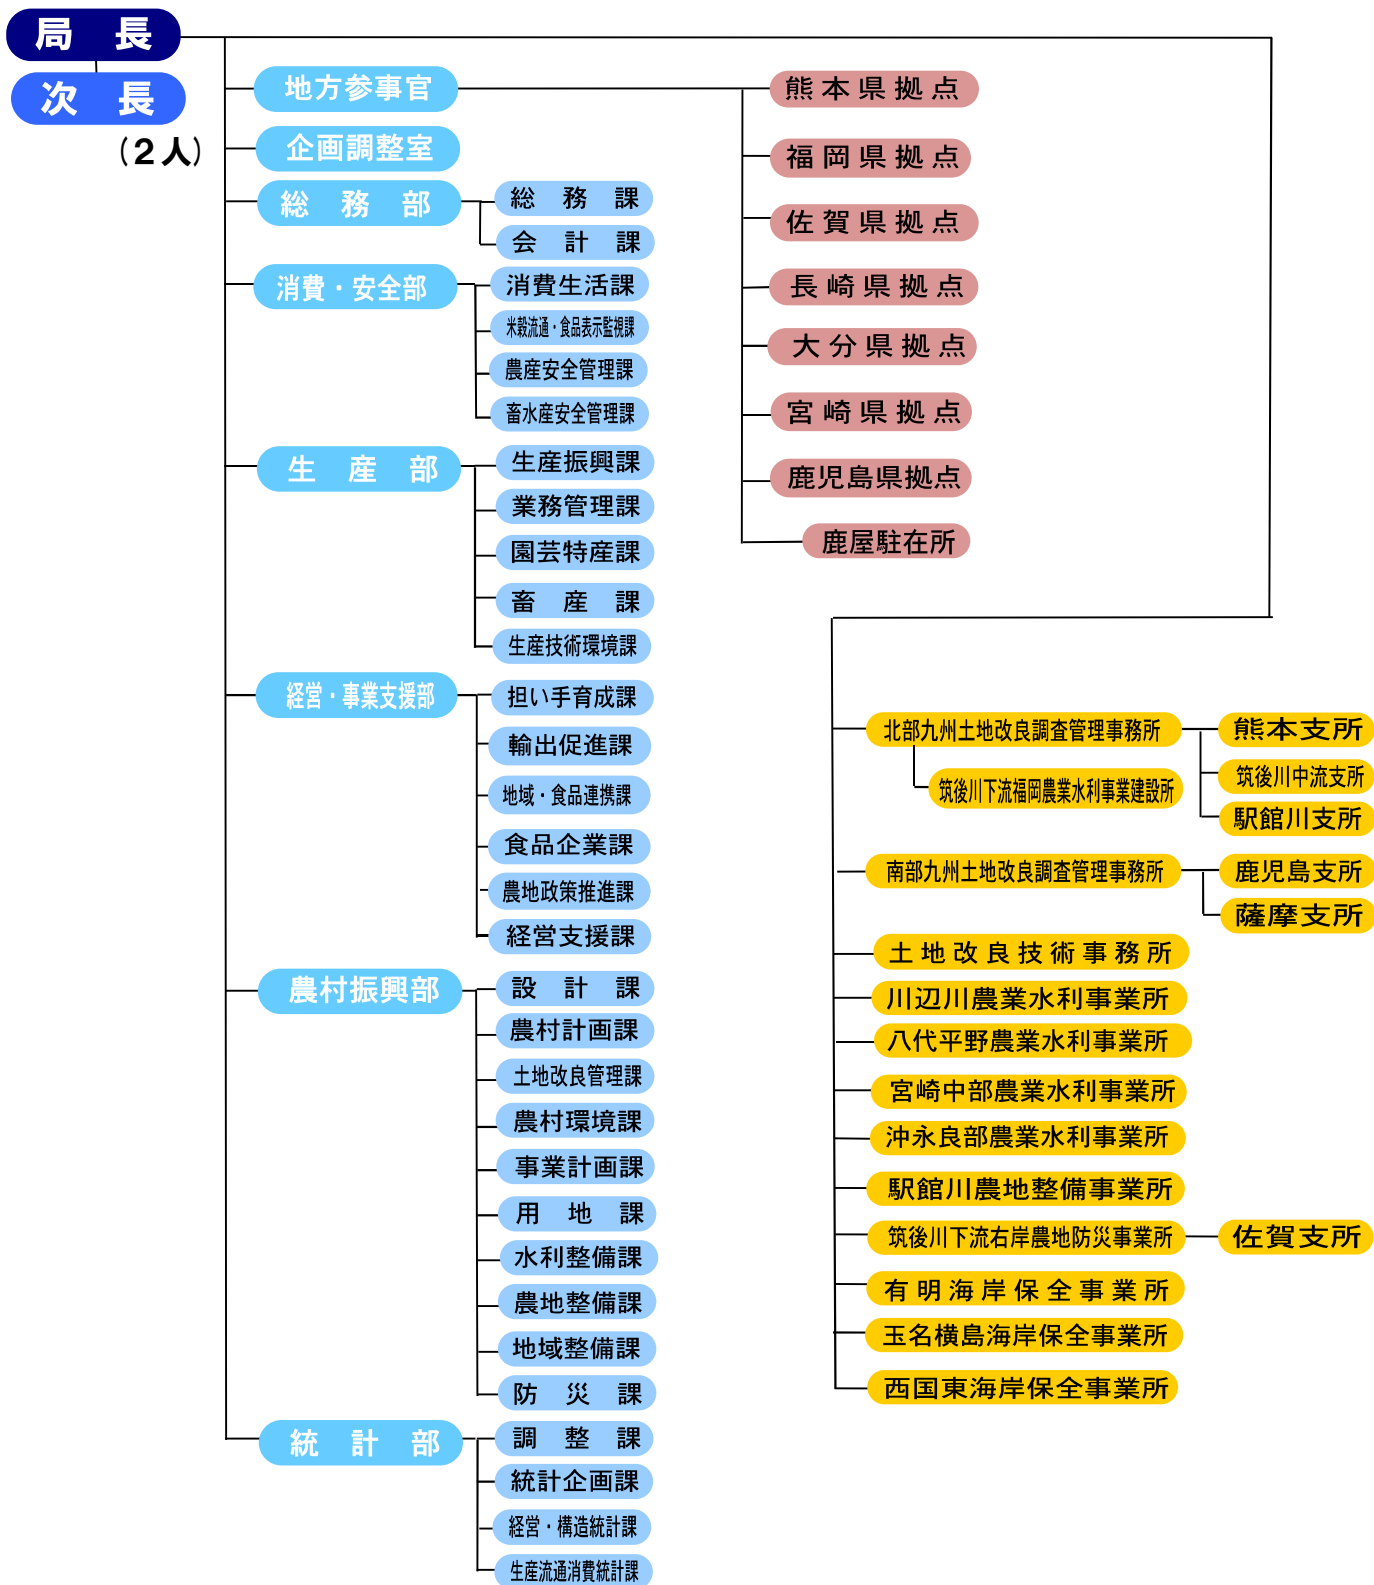 局長
次長
（２人）
地方参事官
企画調整室
総務部
総務課
会計課
消費・安全部
消費生活課
米穀流通・食品表示監視課
農産安全管理課
畜水産安全管理課
生産部
生産振興課
業務管理課
園芸特産課
畜産課
生産技術環境課
経営・事業支援部
担い手育成課
輸出促進課
地域・食品連携課
食品企業課
農地政策推進課
経営支援課
農村振興部
設計課
農村計画課
土地改良管理課
農村環境課
事業計画課
用地課
水利整備課
農地整備課
地域整備課
防災課
統計部
調整課
統計企画課
経営・構造統計課
生産流通消費統計課
熊本県拠点
福岡県拠点
佐賀県拠点
長崎県拠点
大分県拠点
宮崎県拠点
鹿児島県拠点
鹿屋駐在所
北部九州土地改良調査管理事務所
筑後川下流福岡農業水利事業建設所
熊本支所
筑後川中流支所
駅館川支所
南部九州土地改良調査管理事務所
鹿児島支所
薩摩支所
土地改良技術事務所
川辺川農業水利事業所
八代平野農業水利事業所
宮崎中部農業水利事業所
沖永良部農業水利事業所
駅館川農地整備事業所
筑後川下流右岸農地防災事業所
佐賀支所
有明海岸保全事業所
玉名横島海岸保全事業所
西国東海岸保全事業所